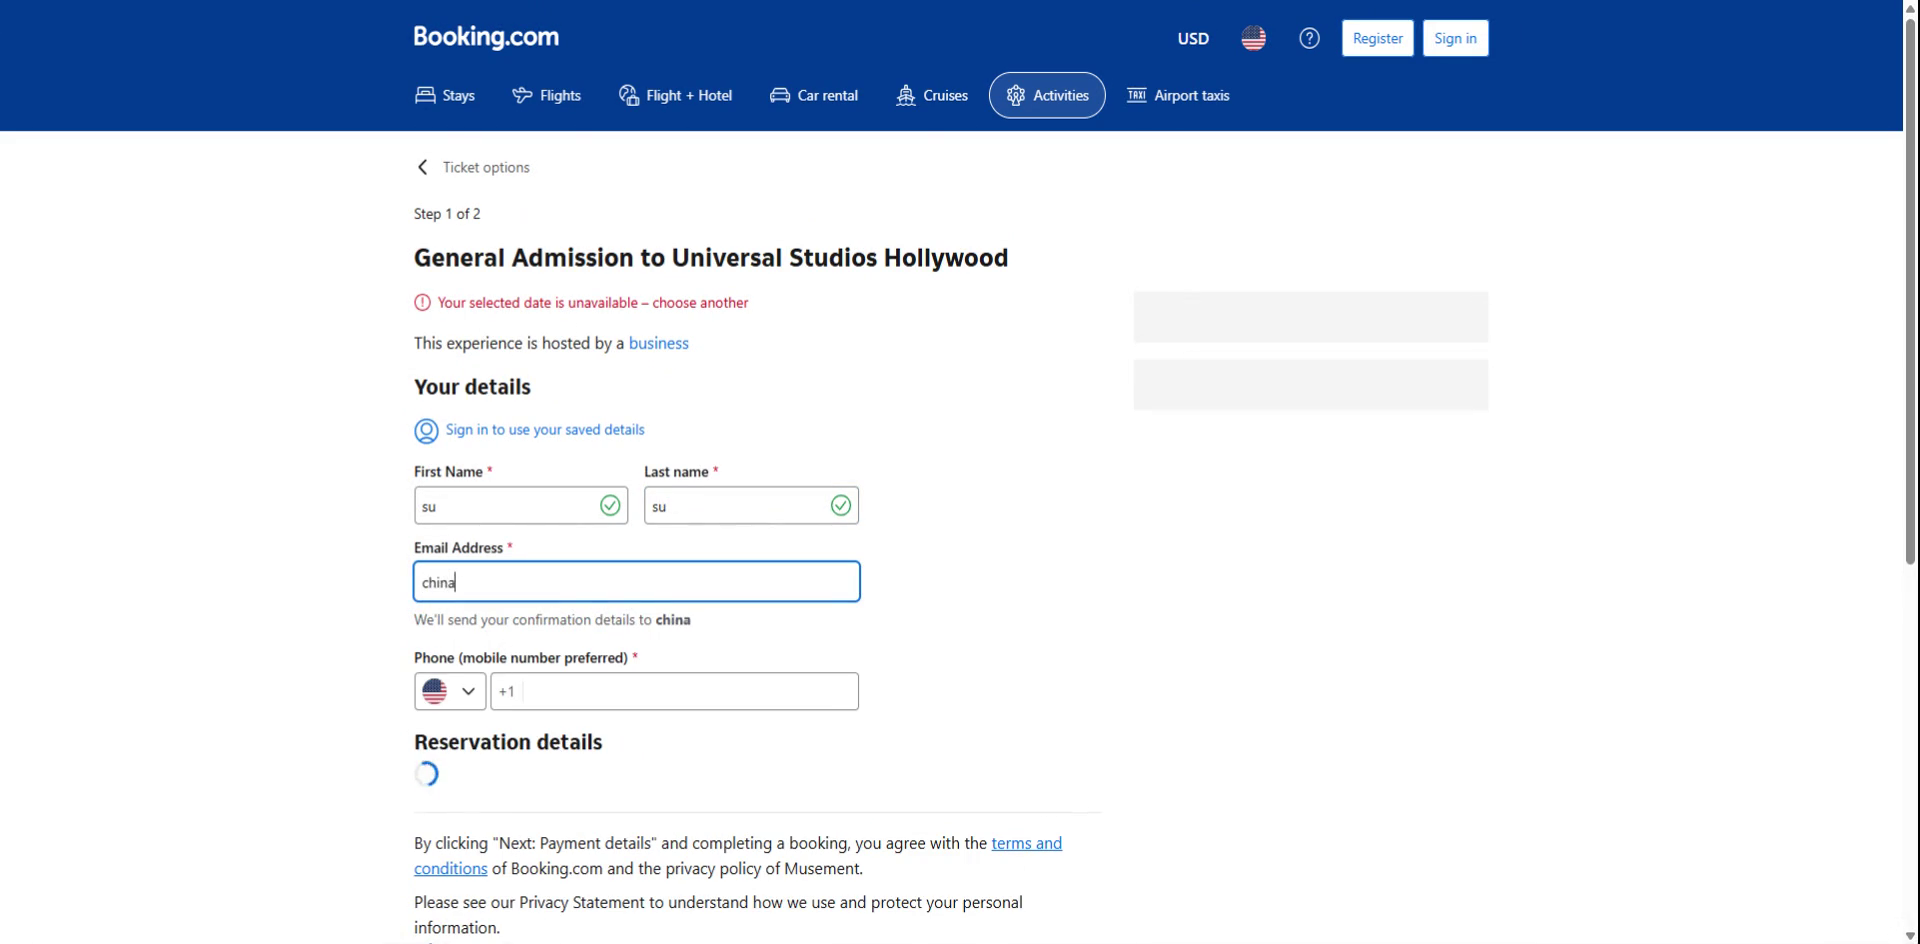 Booking.com
USD
Register
Sign in
Stays
Flights
Flight + Hotel
Car rental
Cruises
Activities
TAXI
Airport taxis
Ticket options
Step 1 of 2
General Admission to Universal Studios Hollywood
Your selected date is unavailable – choose another
This experience is hosted by a business
Your details
Sign in to use your saved details
First Name *
Last name *
su
su
Email Address *
china
We'll send your confirmation details to china
Phone (mobile number preferred) *
+1
Reservation details
By clicking "Next: Payment details" and completing a booking, you agree with the terms and
conditions of Booking.com and the privacy policy of Musement.
Please see our Privacy Statement to understand how we use and protect your personal
information.